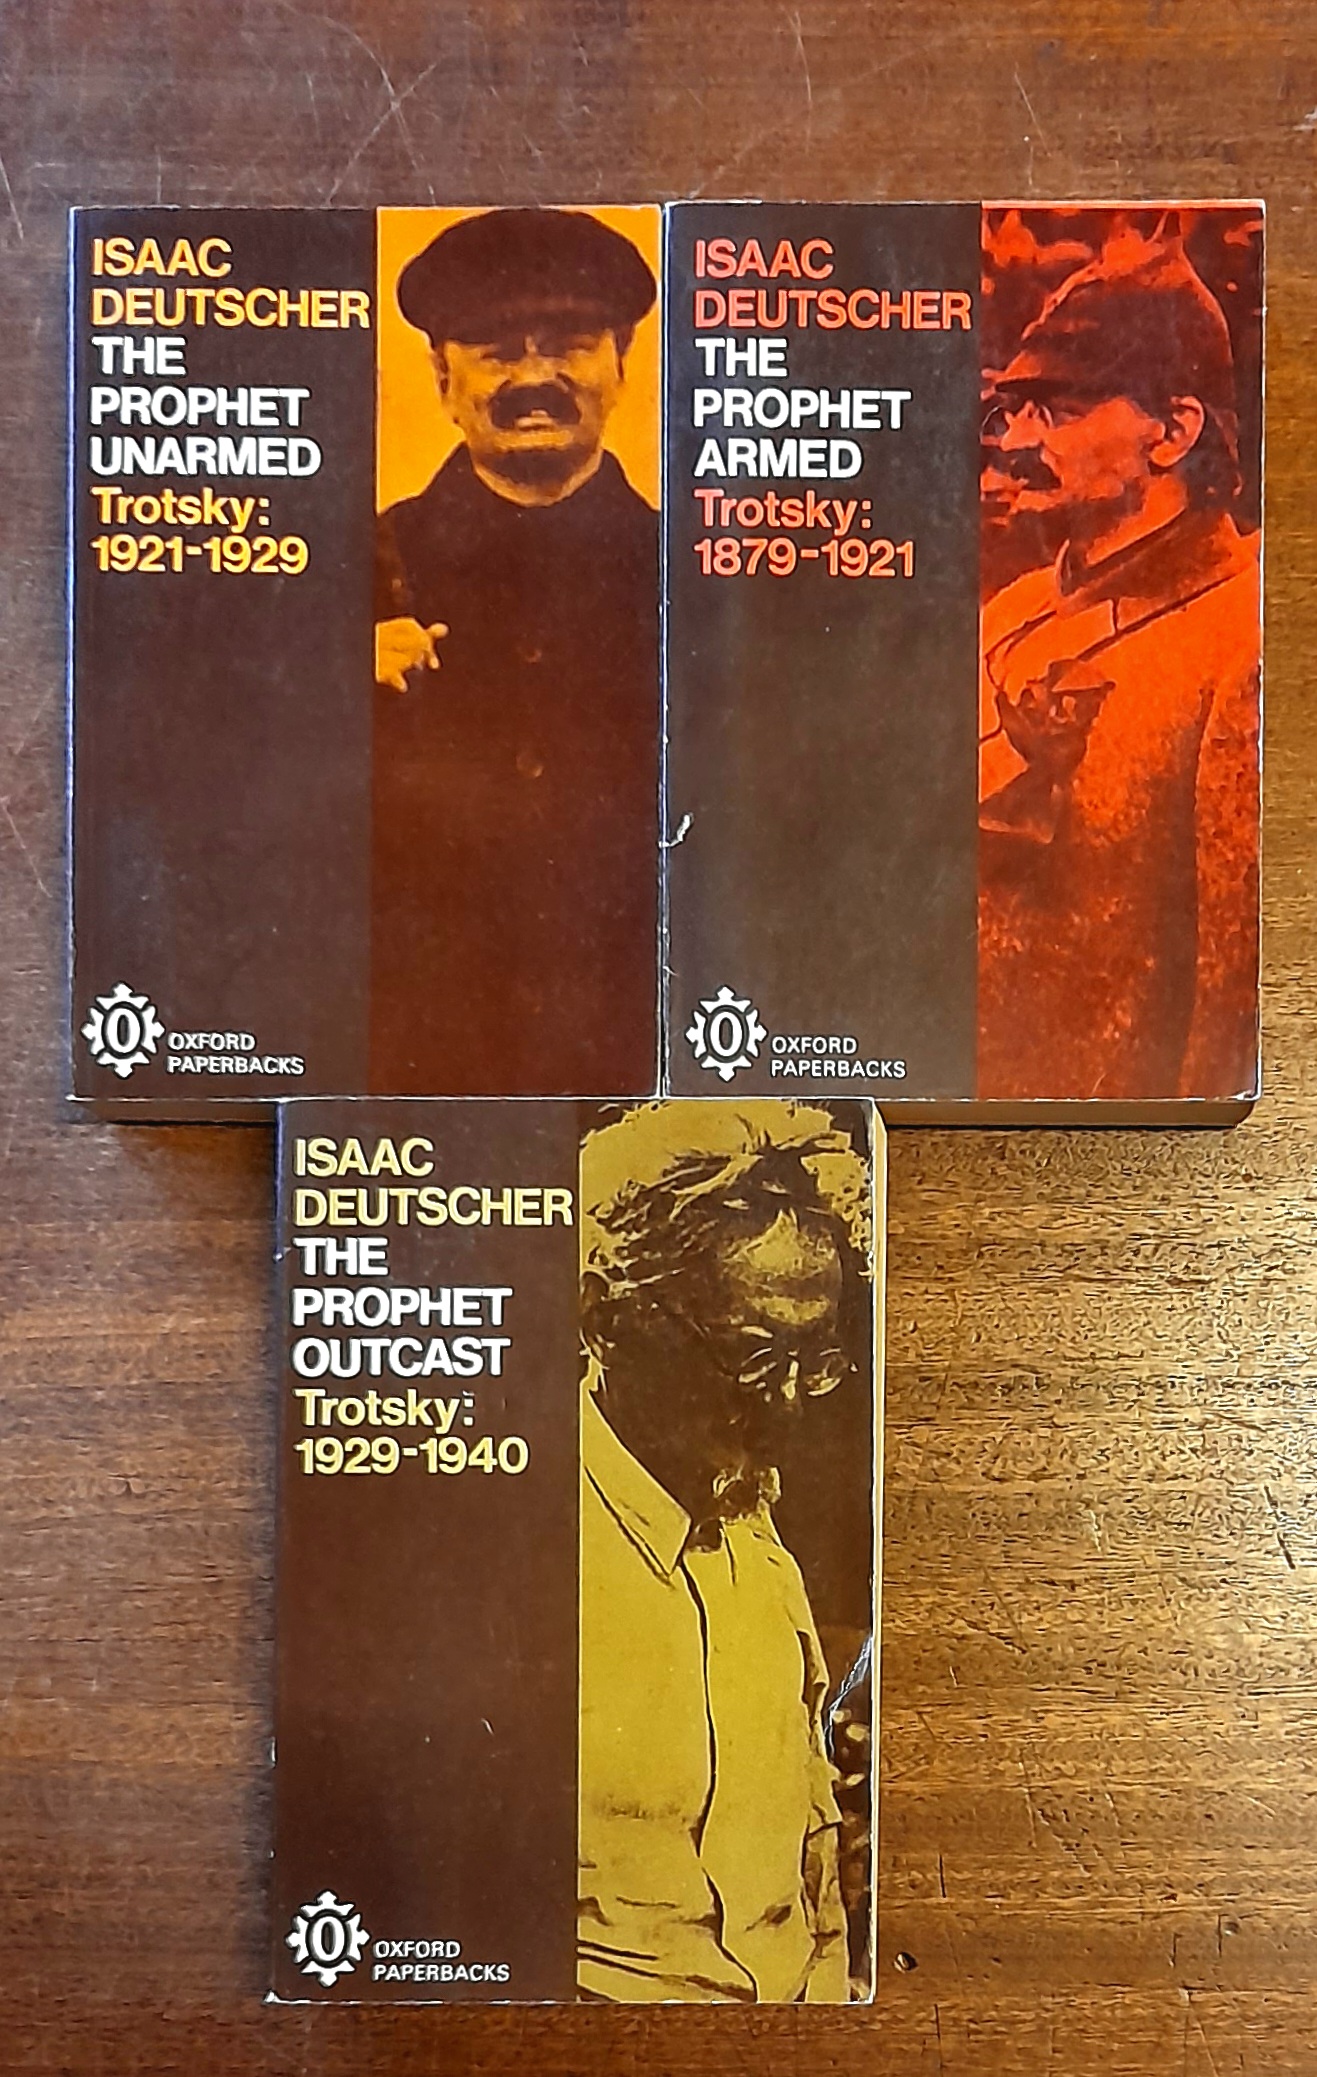 ISAAC
DEUTSCHER
THE
PROPHET
UNARMED
Trotsky:
1921-1929
O
OXFORD
PAPERBACKS
ISAAC
DEUTSCHER
THE
PROPHET
ARMED
Trotsky:
1879-1921
O
OXFORD
PAPERBACKS
ISAAC
DEUTSCHER
THE
PROPHET
OUTCAST
Trotsky:
1929-1940
O
OXFORD
PAPERBACKS